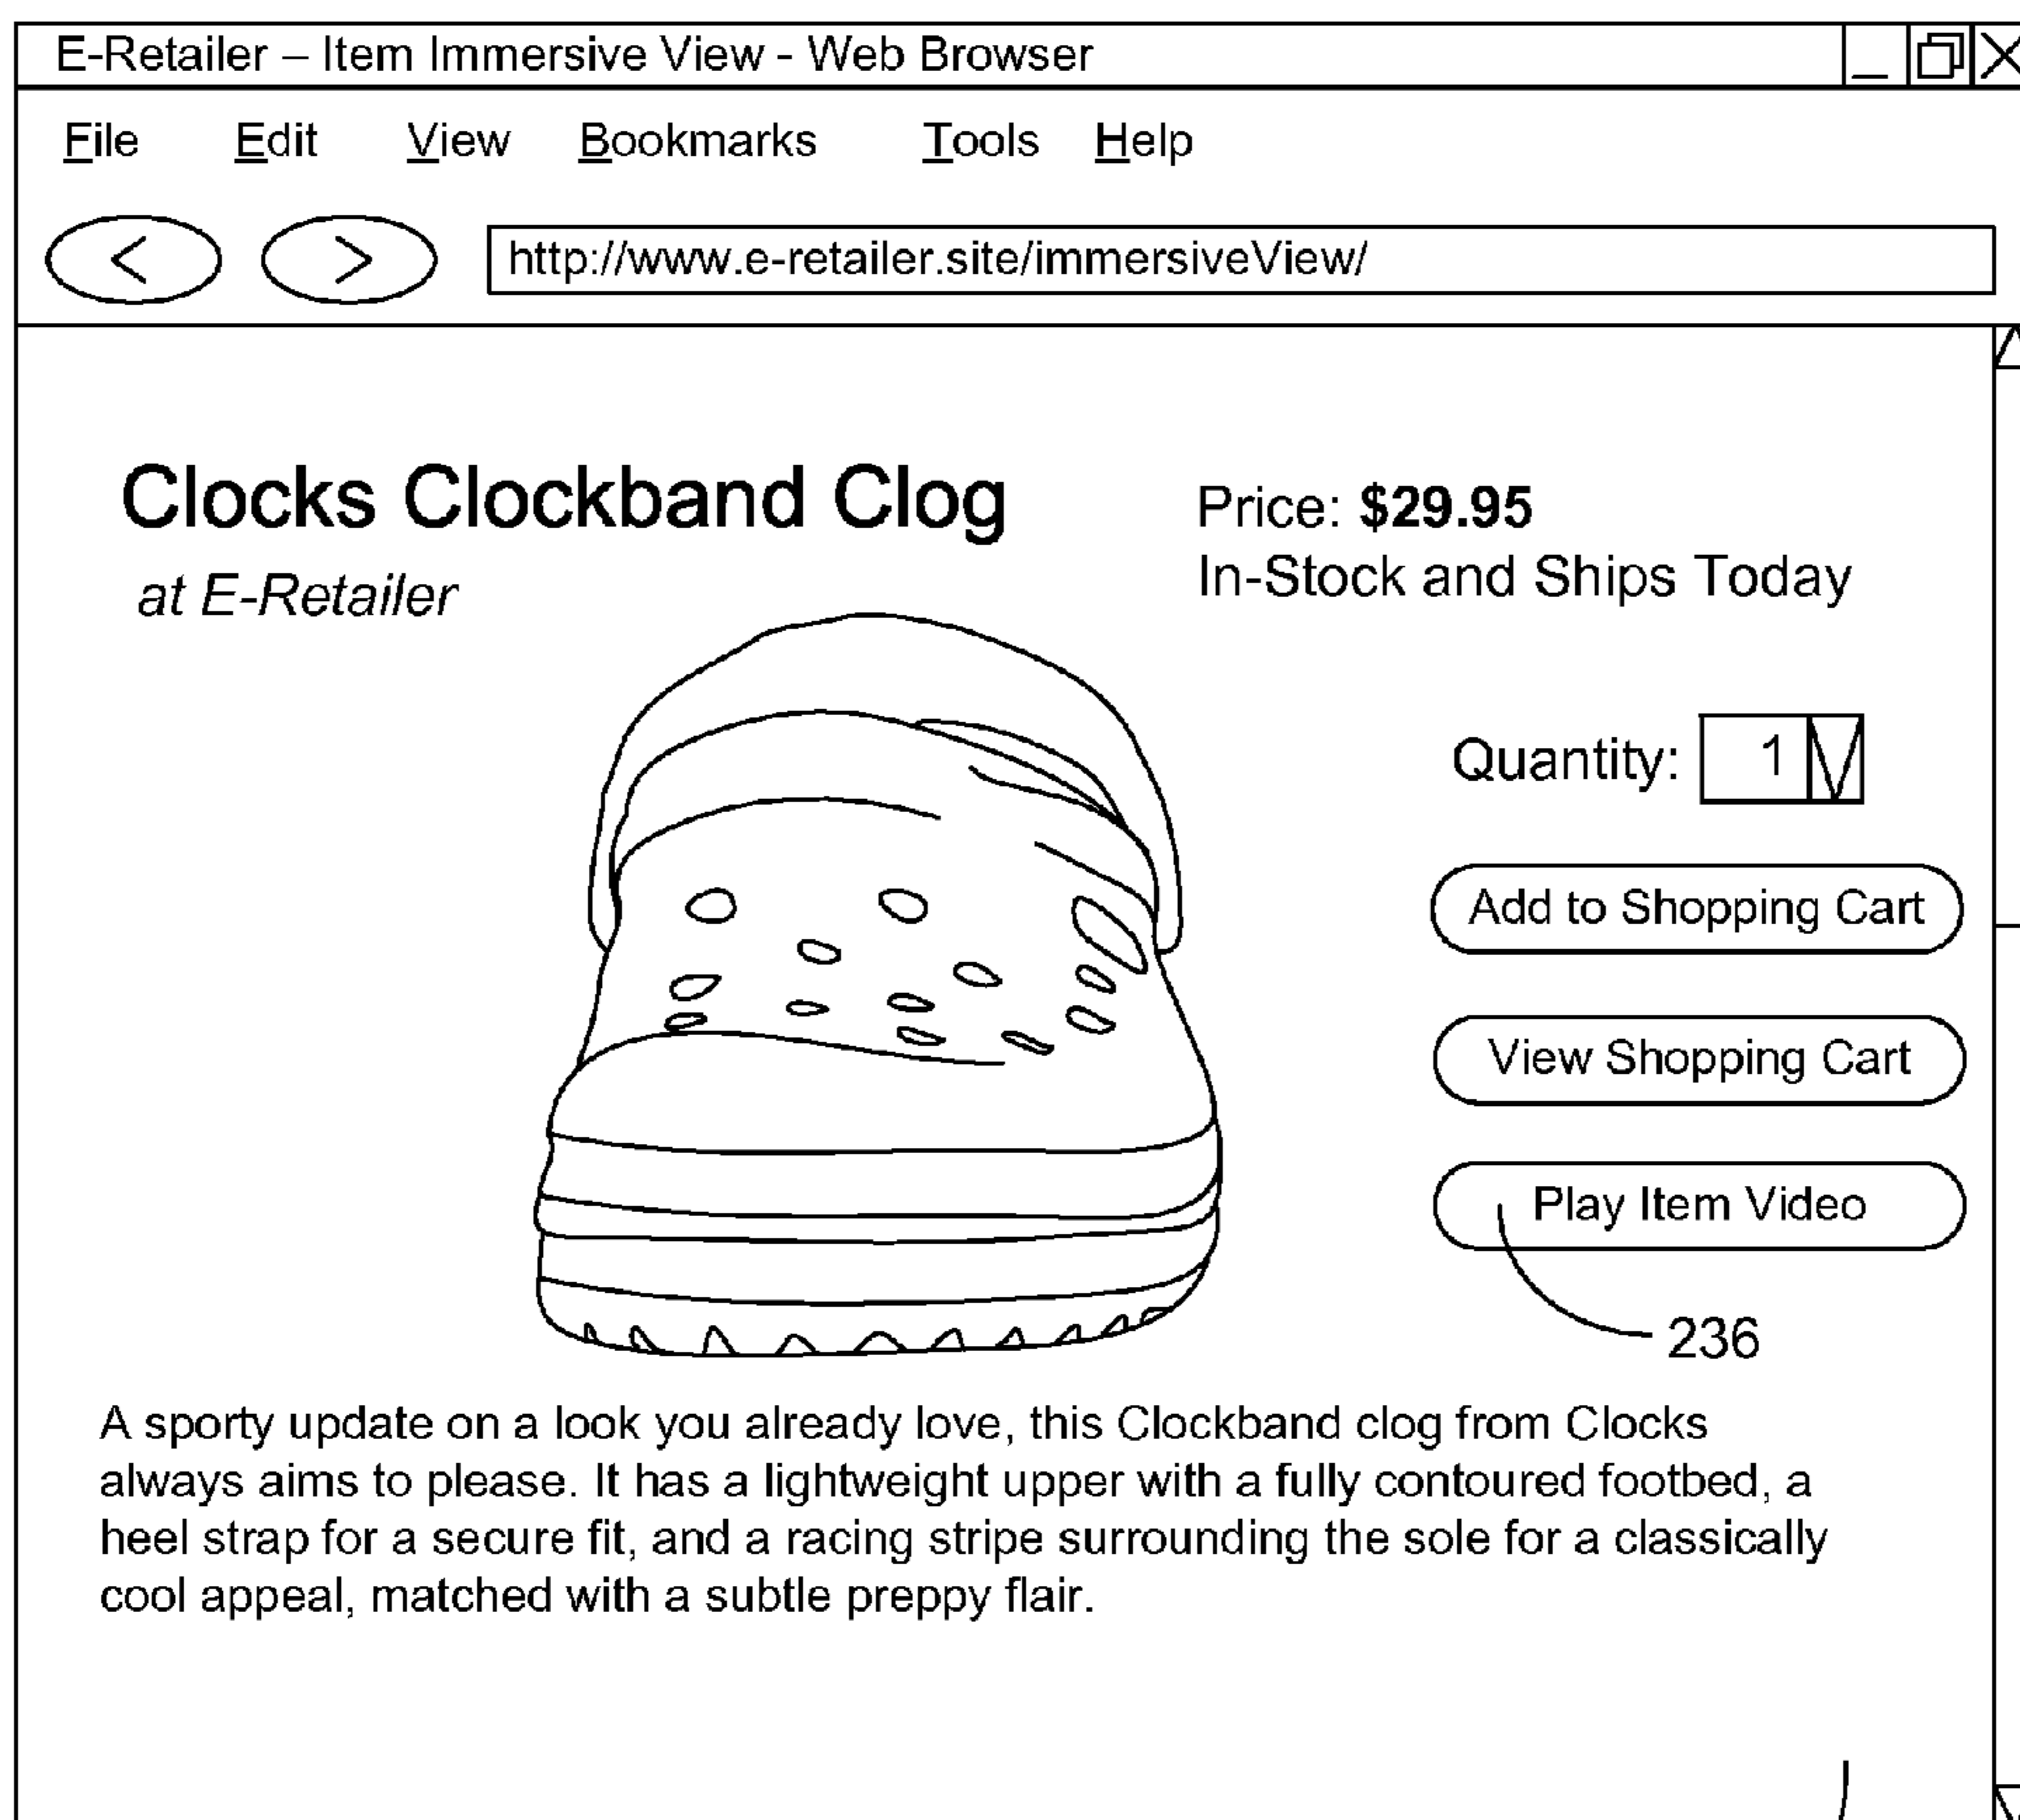 E-Retailer – Item Immersive View - Web Browser
File Edit View Bookmarks Tools Help
< > http://www.e-retailer.site/immersiveView/
Clocks Clockband Clog
at E-Retailer
Price: $29.95
In-Stock and Ships Today
Quantity: 1
Add to Shopping Cart
View Shopping Cart
Play Item Video
236
A sporty update on a look you already love, this Clockband clog from Clocks
always aims to please. It has a lightweight upper with a fully contoured footbed, a
heel strap for a secure fit, and a racing stripe surrounding the sole for a classically
cool appeal, matched with a subtle preppy flair.